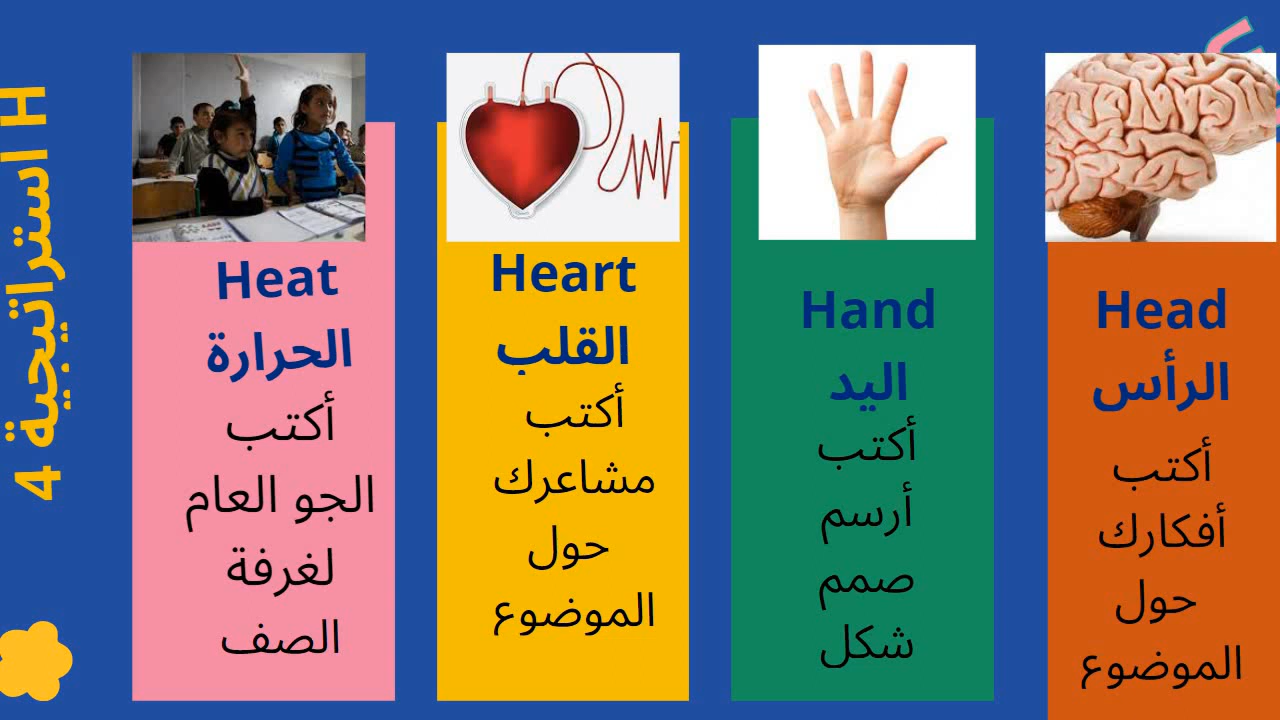 استراتيجية 4 H
Head
الرأس
أكتب
أفكارك
حول
الموضوع
Hand
اليد
أكتب
أرسم
صمم
شكل
Heart
القلب
أكتب
مشاعرك
حول
الموضوع
Heat
الحرارة
أكتب
الجو العام
لغرفة
الصف